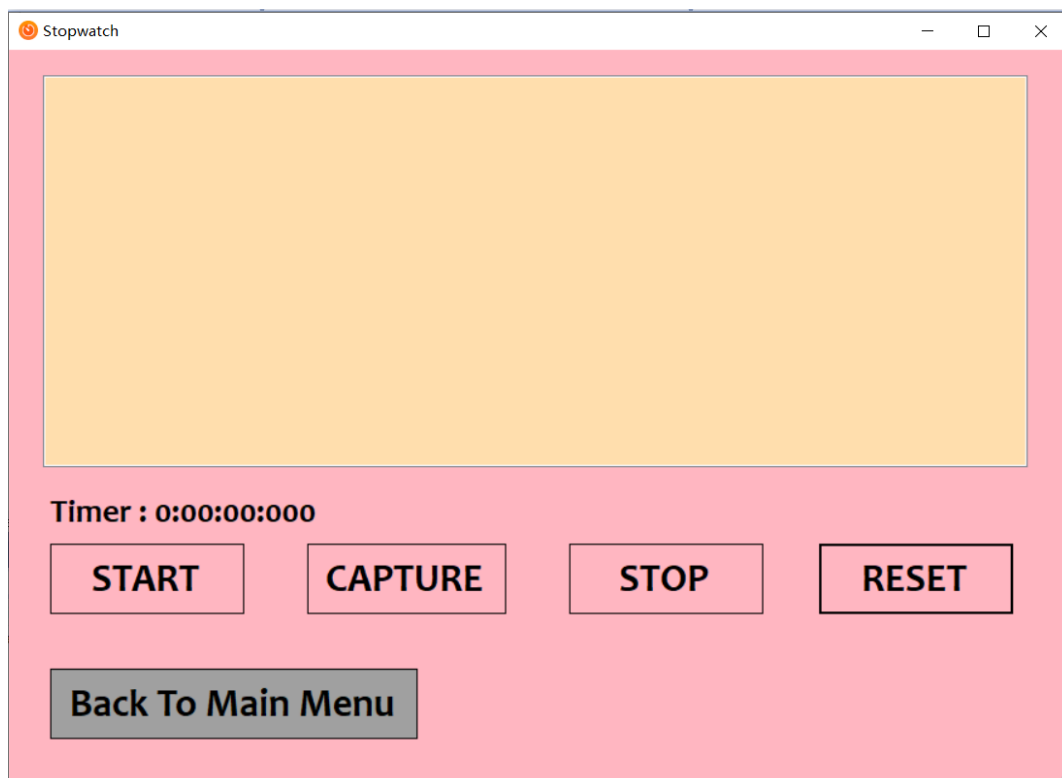 Stopwatch
Timer : 0:00:00:000
START CAPTURE STOP RESET
Back To Main Menu